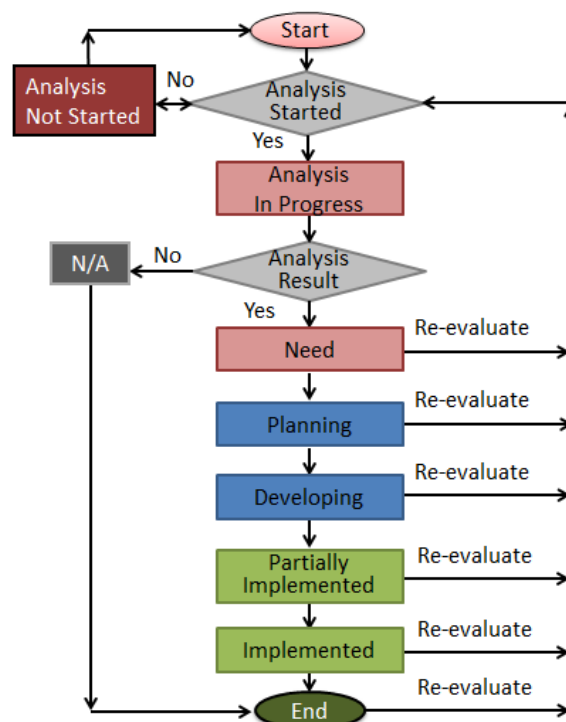 Start
Analysis
Not Started
No
Analysis
Started
Yes
Analysis
In Progress
N/A
No
Analysis
Result
Yes
Need
Re-evaluate
Planning
Re-evaluate
Developing
Re-evaluate
Partially
Implemented
Re-evaluate
Implemented
Re-evaluate
End
Re-evaluate